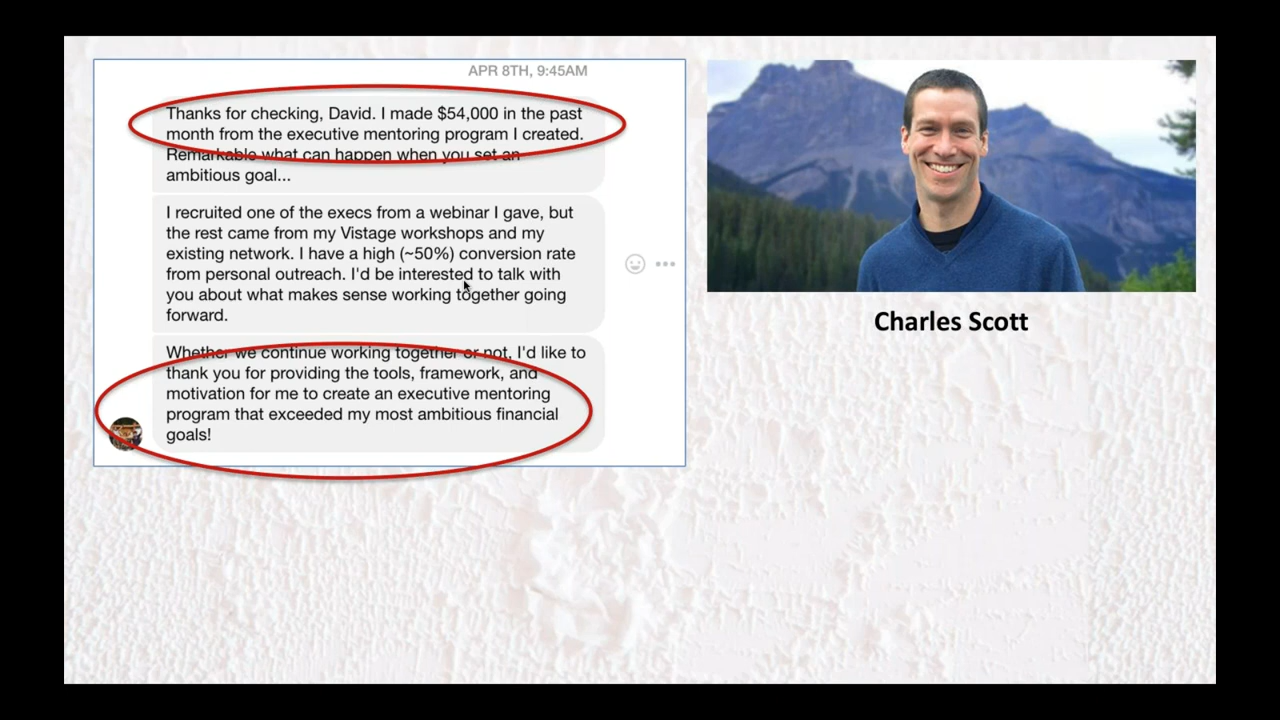 APR 8TH, 9:45AM
Thanks for checking, David. I made $54,000 in the past
month from the executive mentoring program I created.
Remarkable what can happen when you set an
ambitious goal...
I recruited one of the execs from a webinar I gave, but
the rest came from my Vistage workshops and my
existing network. I have a high (~50%) conversion rate
from personal outreach. I'd be interested to talk with
you about what makes sense working together going
forward.
Whether we continue working together or not, I'd like to
thank you for providing the tools, framework, and
motivation for me to create an executive mentoring
program that exceeded my most ambitious financial
goals!
Charles Scott